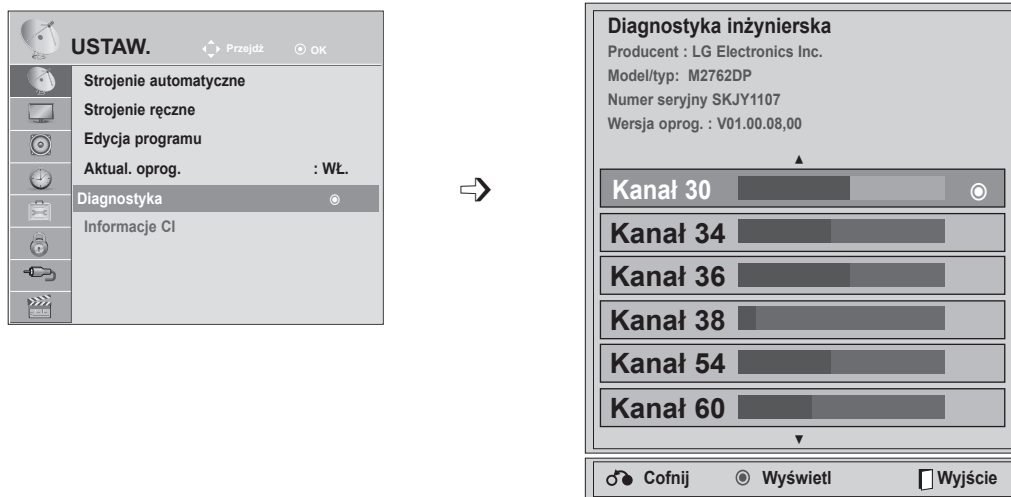 USTAW.
Przejdź
OK
Strojenie automatyczne
Strojenie ręczne
Edycja programu
Aktual. oprog. : WŁ.
Diagnostyka
Informacje CI
Diagnostyka inżynierska
Producent : LG Electronics Inc.
Model/typ: M2762DP
Numer seryjny SKJY1107
Wersja oprog. : V01.00.08,00
Kanał 30
Kanał 34
Kanał 36
Kanał 38
Kanał 54
Kanał 60
Cofnij
Wyświetl
Wyjście